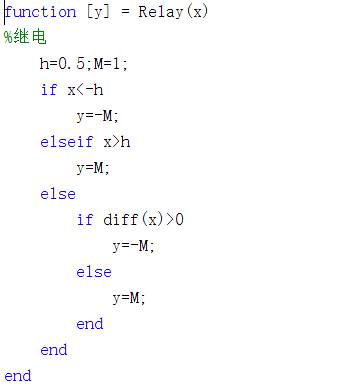 function [y] = Relay(x)
%继电
    h=0.5;M=1;
    if x<-h
        y=-M;
    elseif x>h
        y=M;
    else
        if diff(x)>0
            y=-M;
        else
            y=M;
        end
    end
end